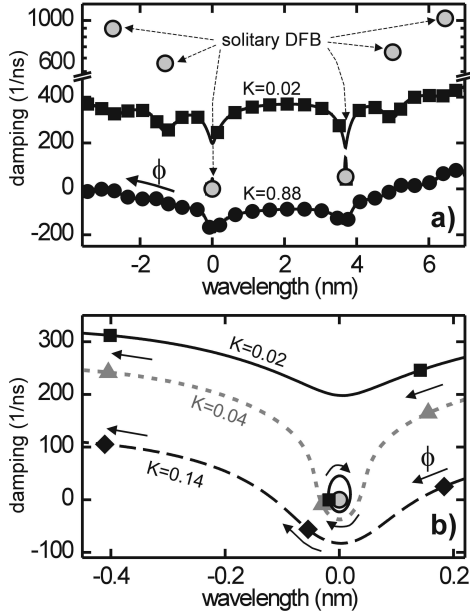 1000
600
400
200
0
-200
damping (1/ns)
solitary DFB
K=0.02
ϕ
K=0.88
a)
-2 0 2 4 6
wavelength (nm)
300
200
100
0
-100
damping (1/ns)
K=0.02
K=0.04
K=0.14
ϕ
b)
-0.4 -0.2 0.0 0.2
wavelength (nm)